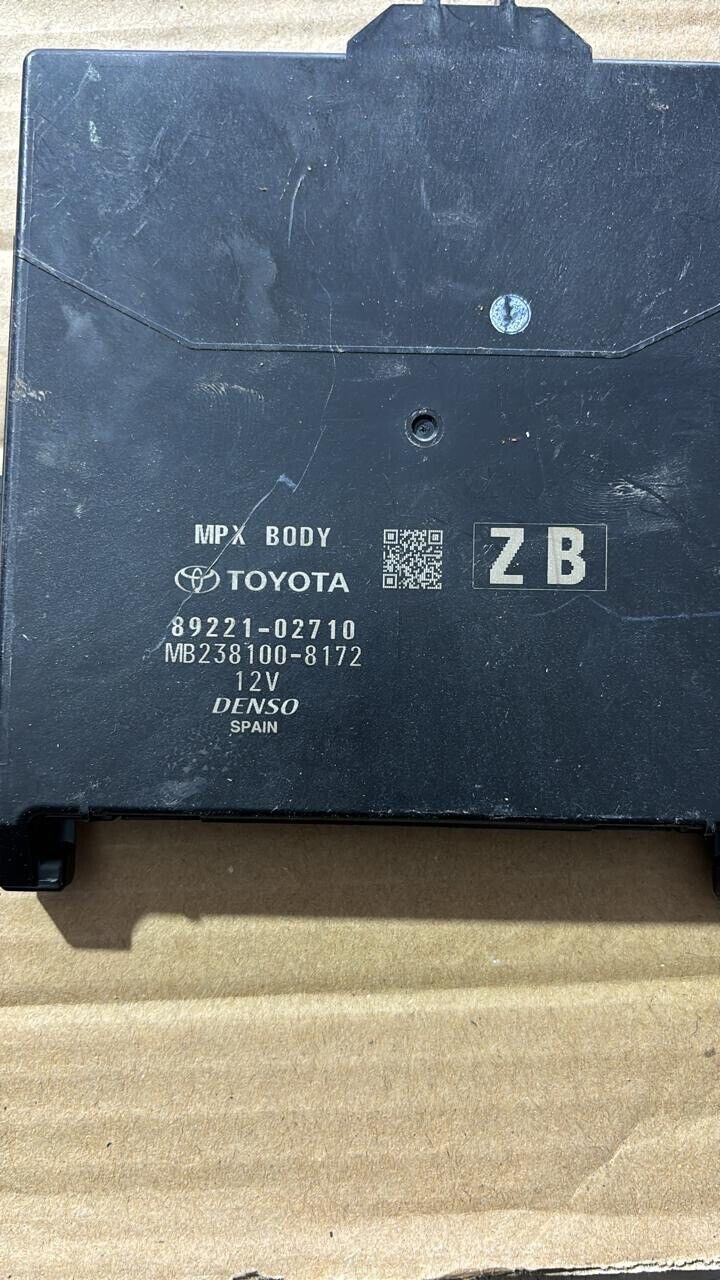 MPX BODY
ZB
TOYOTA
89221-02710
MB238100-8172
12V
DENSO
SPAIN